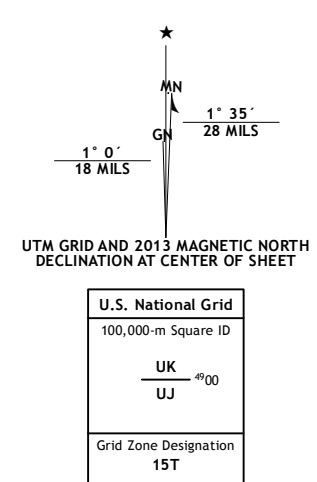 ★
MN
GN
1° 35´
28 MILS
1° 0´
18 MILS
UTM GRID AND 2013 MAGNETIC NORTH
DECLINATION AT CENTER OF SHEET
U.S. National Grid
100,000-m Square ID
UK
4900
UJ
Grid Zone Designation
15T